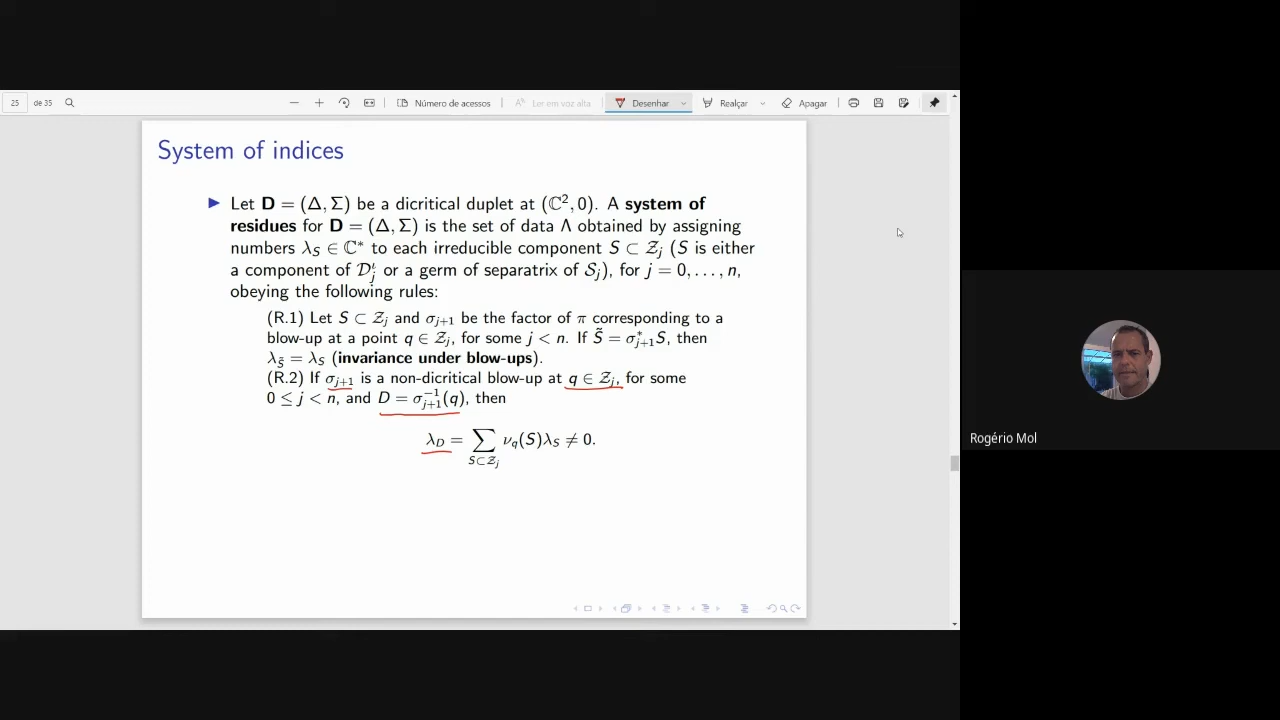 25 de 35 Número de acessos Ler em voz alta Desenhar Realçar Apagar
System of indices
Let D = (Δ, Σ) be a dicritical duplet at (ℂ², 0). A system of
residues for D = (Δ, Σ) is the set of data Λ obtained by assigning
numbers λ_S ∈ ℂ* to each irreducible component S ⊂ 𝒵_j (S is either
a component of 𝒟^ι_j or a germ of separatrix of 𝒮_j), for j = 0, . . . , n,
obeying the following rules:
(R.1) Let S ⊂ 𝒵_j and σ_{j+1} be the factor of π corresponding to a
blow-up at a point q ∈ 𝒵_j, for some j < n. If S̃ = σ*_{j+1}S, then
λ_S̃ = λ_S (invariance under blow-ups).
(R.2) If σ_{j+1} is a non-dicritical blow-up at q ∈ 𝒵_j, for some
0 ≤ j < n, and D = σ⁻¹_{j+1}(q), then
λ_D = ∑_{S⊂𝒵_j} ν_q(S)λ_S ≠ 0.
Rogério Mol